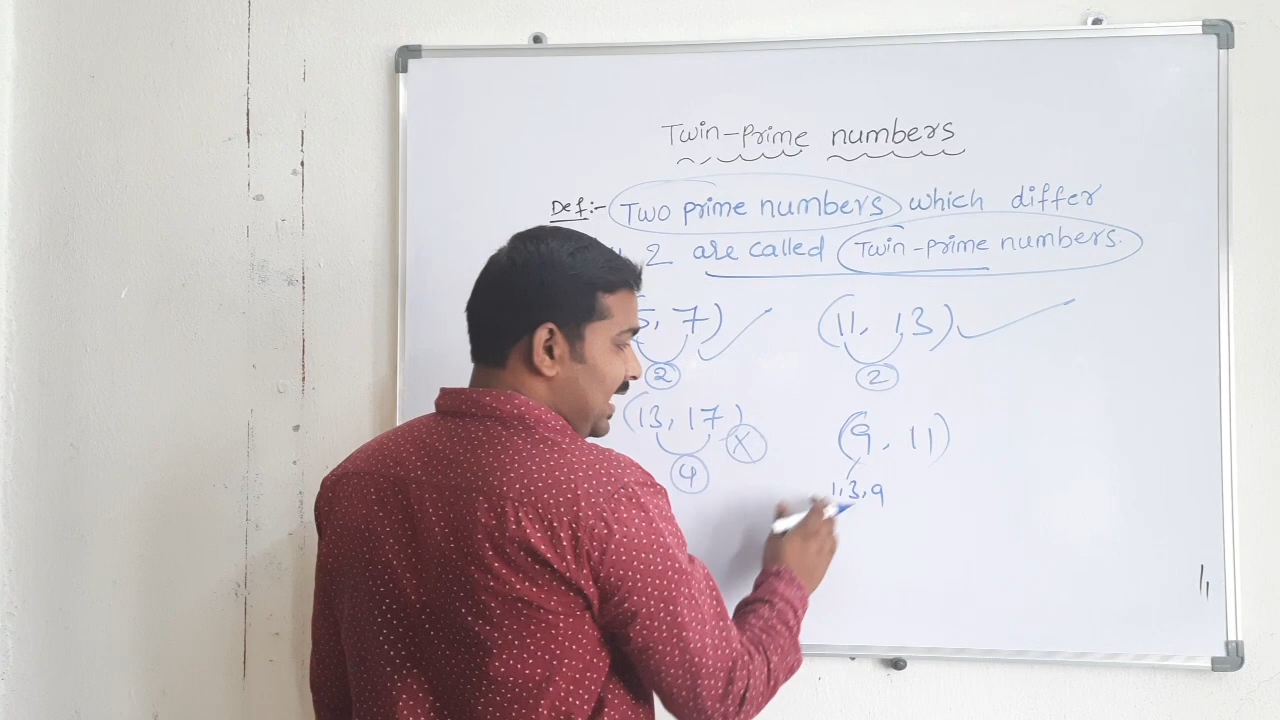 Twin-Prime numbers
Def:- Two prime numbers which differ
2 are called Twin-prime numbers.
5, 7) (11, 13)
2 2
(13, 17) X (9, 11)
4
1,3,9